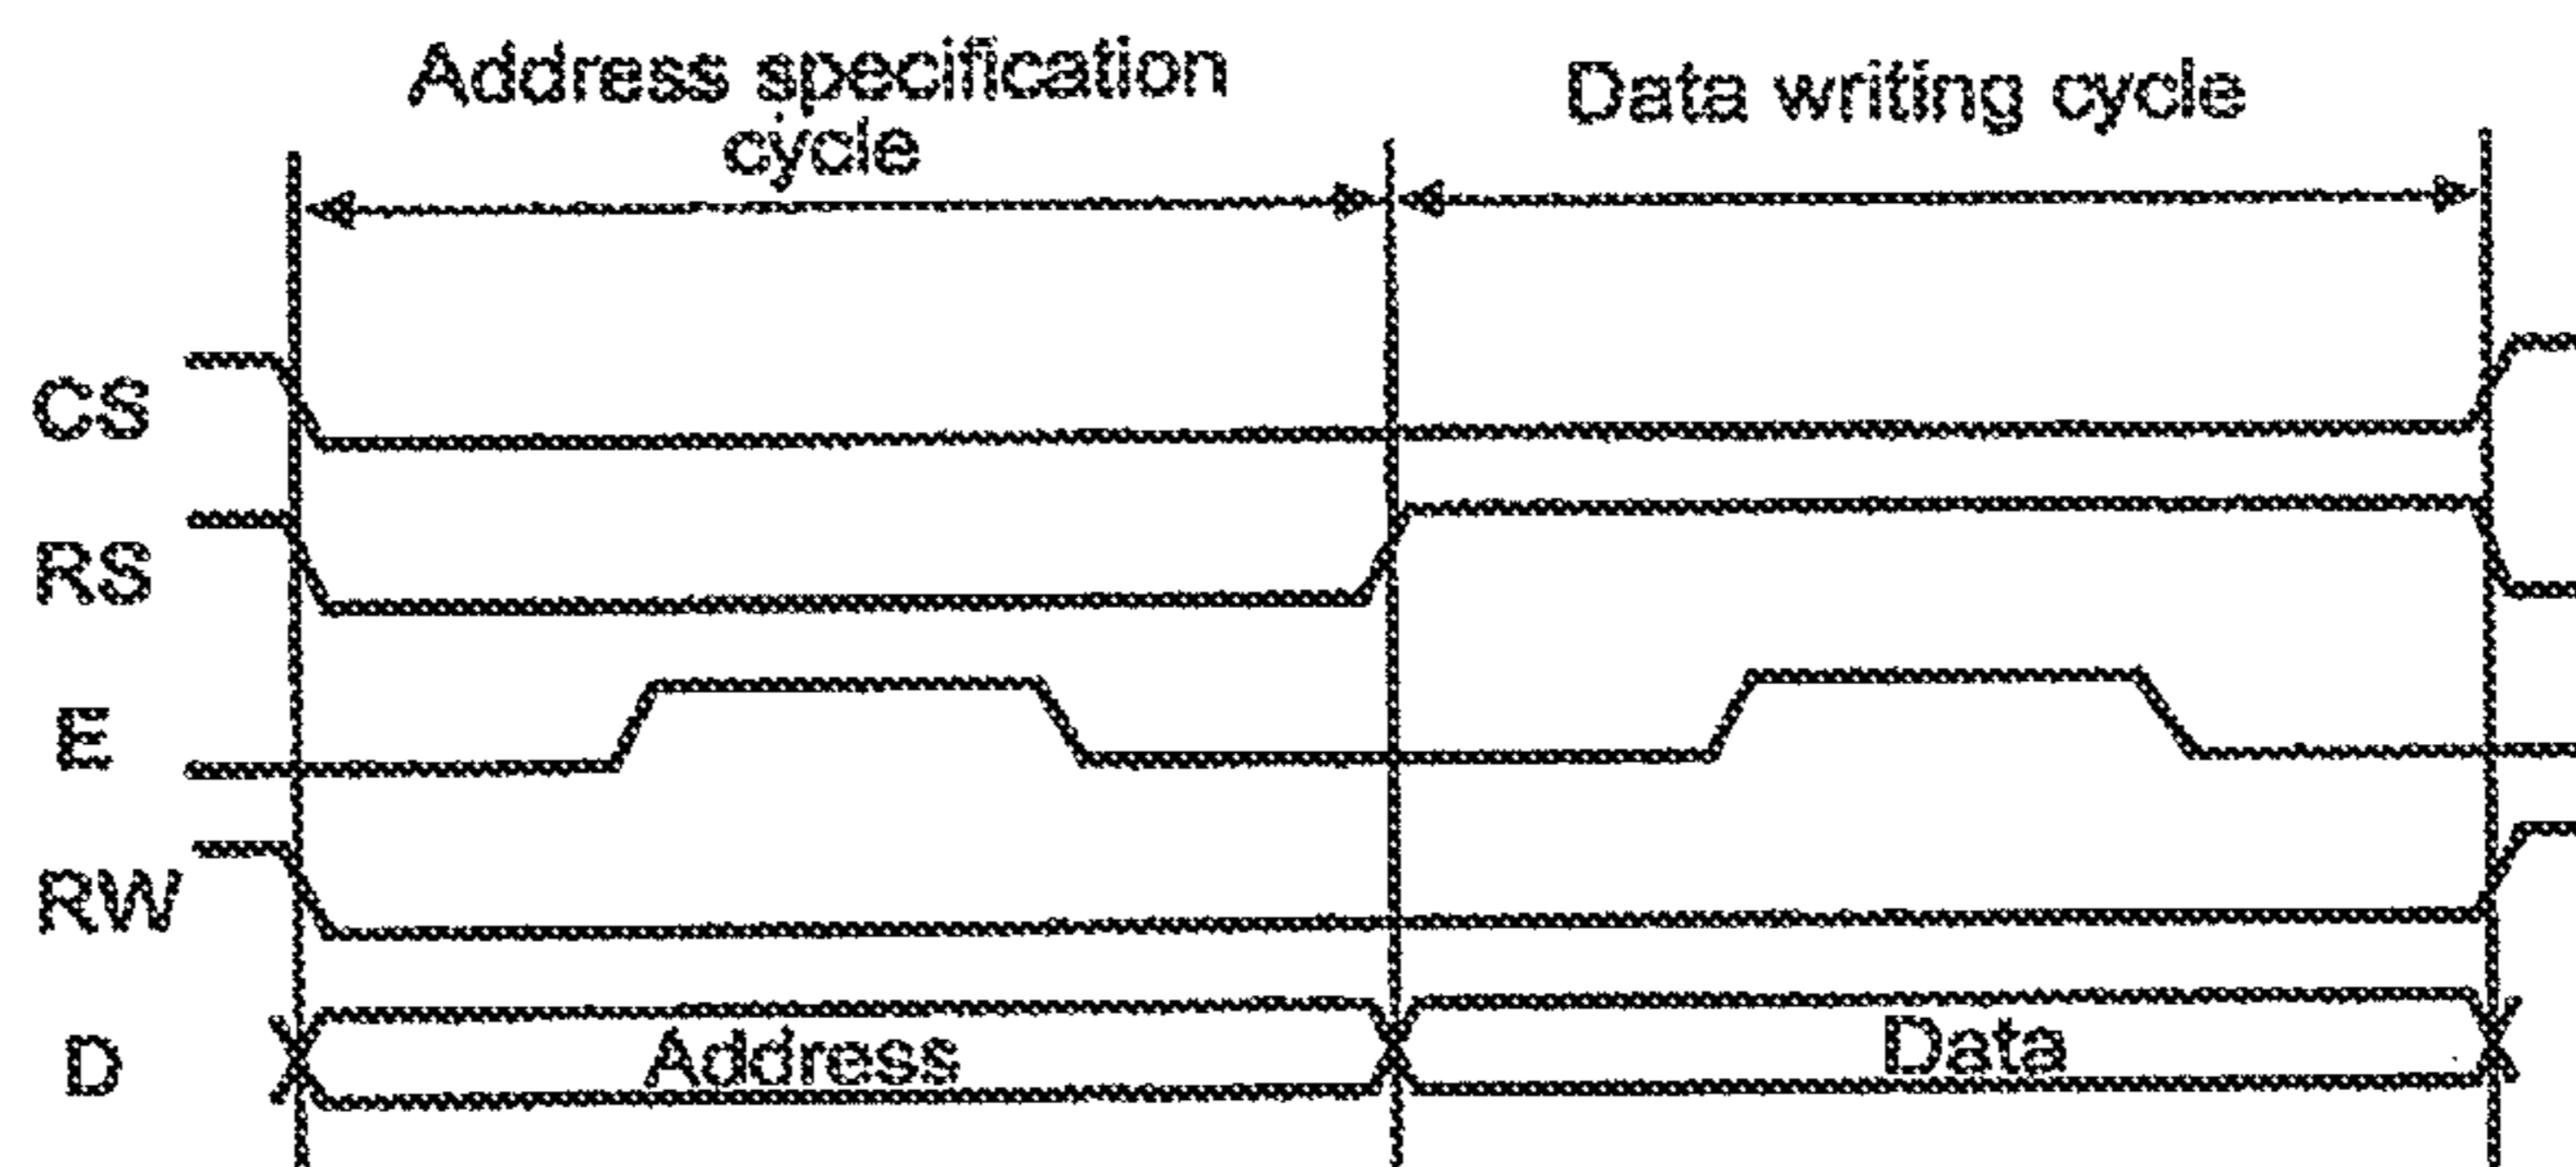 Address specification
cycle
Data writing cycle
CS
RS
E
RW
D
Address
Data